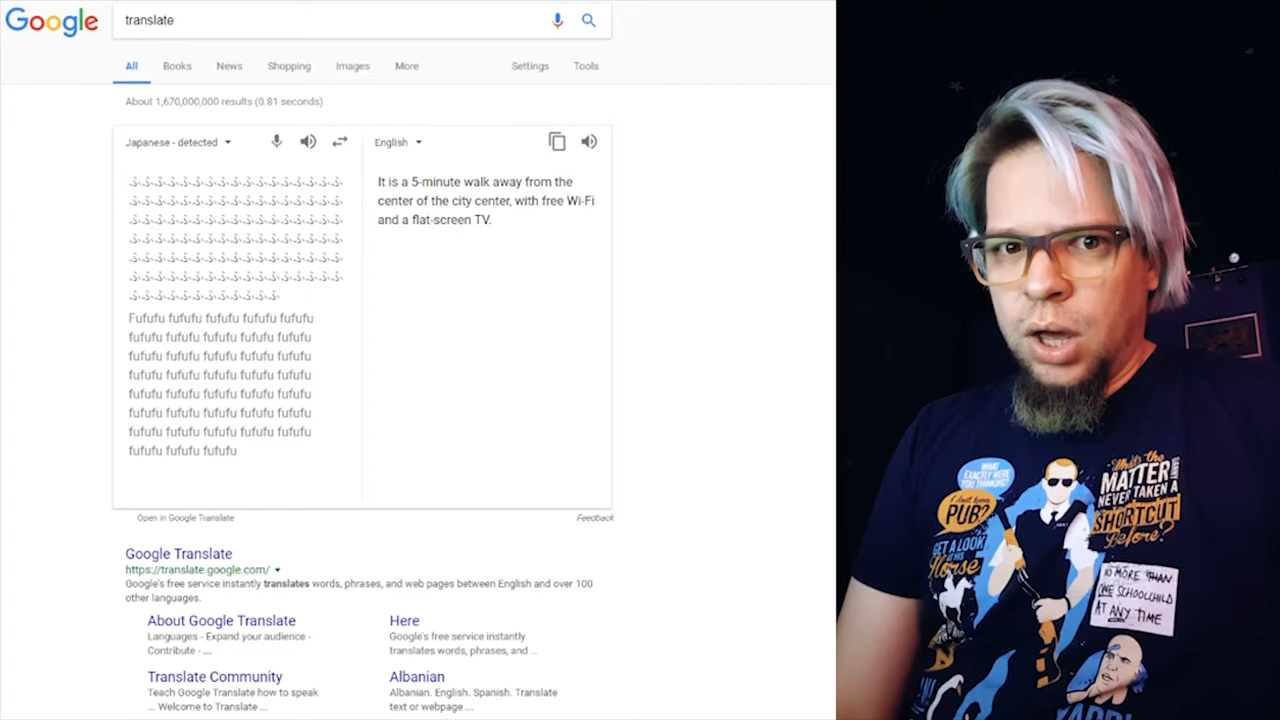 Google
translate
All Books News Shopping Images More Settings Tools
About 1,670,000,000 results (0.81 seconds)
Japanese - detected
English
ふふふふふふふふふふふふふふふふふ
ふふふふふふふふふふふふふふふふふ
ふふふふふふふふふふふふふふふふふ
ふふふふふふふふふふふふふふふふふ
ふふふふふふふふふふふふふふふふふ
ふふふふふふふふふふふふふふふふふ
ふふふふふふふふふふふふ
Fufufu fufufu fufufu fufufu fufufu
fufufu fufufu fufufu fufufu fufufu
fufufu fufufu fufufu fufufu fufufu
fufufu fufufu fufufu fufufu fufufu
fufufu fufufu fufufu fufufu fufufu
fufufu fufufu fufufu fufufu fufufu
fufufu fufufu fufufu fufufu fufufu
fufufu fufufu fufufu
It is a 5-minute walk away from the
center of the city center, with free Wi-Fi
and a flat-screen TV.
Open in Google Translate
Feedback
Google Translate
https://translate.google.com/
Google's free service instantly translates words, phrases, and web pages between English and over 100
other languages.
About Google Translate
Languages - Expand your audience -
Contribute - ...
Here
Google's free service instantly
translates words, phrases, and ...
Translate Community
Teach Google Translate how to speak
... Welcome to Translate ...
Albanian
Albanian. English. Spanish. Translate
text or webpage ...
WHAT
EXACTLY WERE
YOU THINKING?
PUB?
GET A LOOK
AT HIS
Horse
What's the
MATTER DANNY
NEVER TAKEN A
SHORTCUT
Before?
NO MORE THAN
ONE SCHOOLCHILD
AT ANY TIME